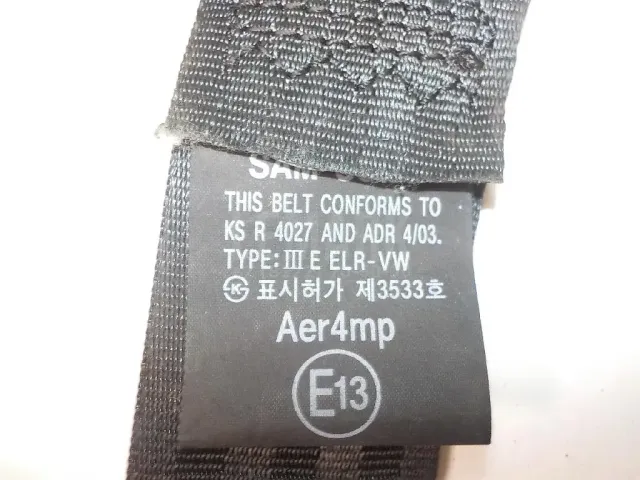 THIS BELT CONFORMS TO
KS R 4027 AND ADR 4/03.
TYPE: III E ELR-VW
K 표시허가 제3533호
Aer4mp
E13